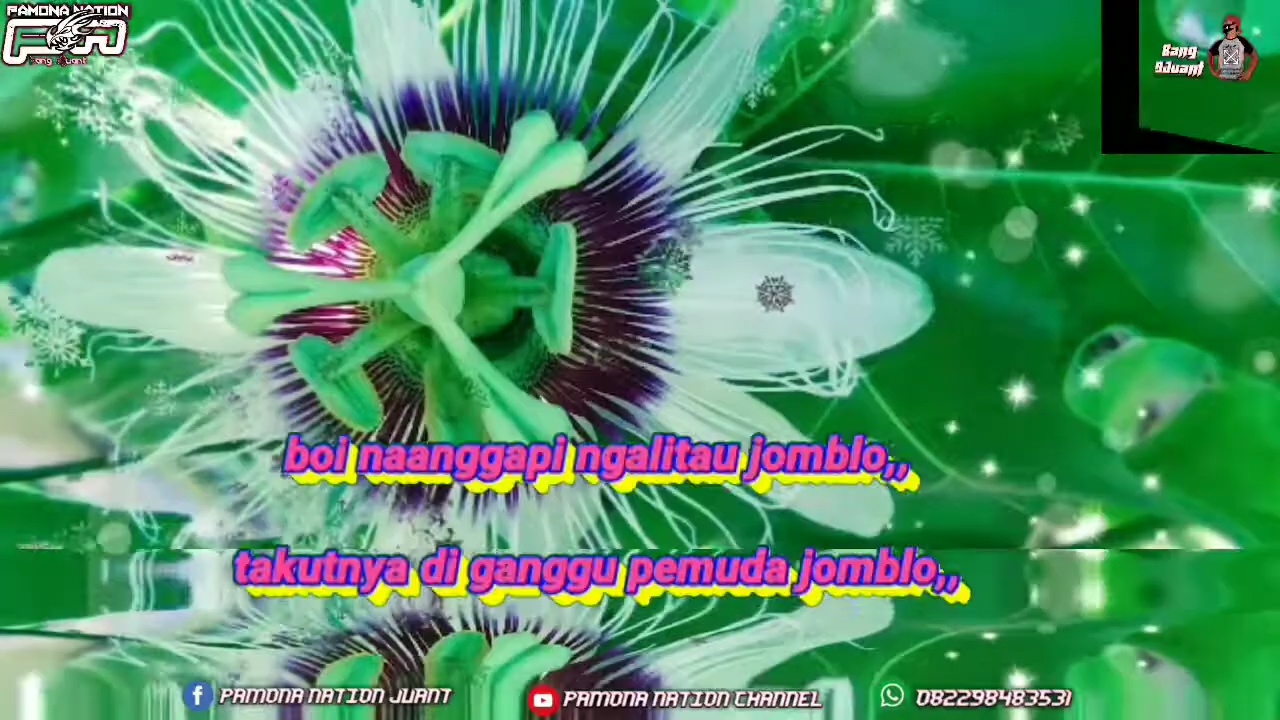 PAMONA NATION
Bang Djuant
boi naanggapi ngalitau jomblo,,
takutnya di ganggu pemuda jomblo,,
PAMONA NATION JUANT
PAMONA NATION CHANNEL
082298483531